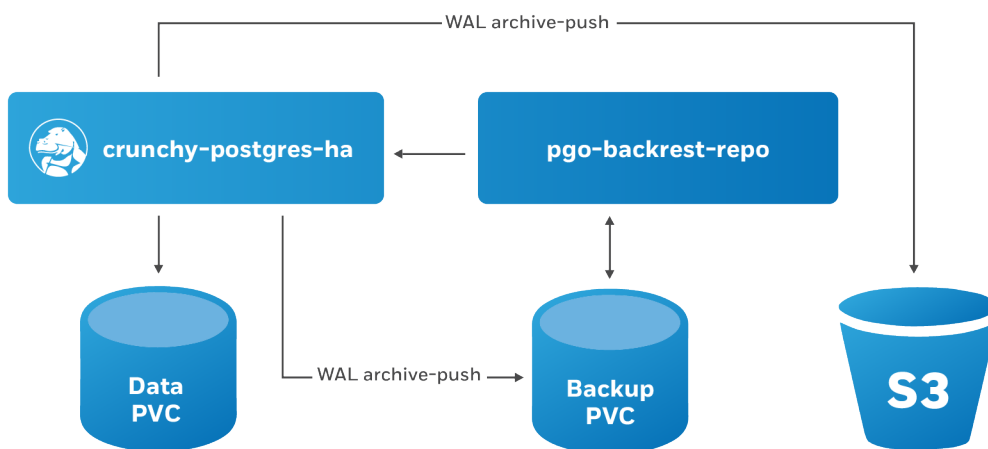 WAL archive-push
crunchy-postgres-ha
pgo-backrest-repo
WAL archive-push
Data
PVC
Backup
PVC
S3